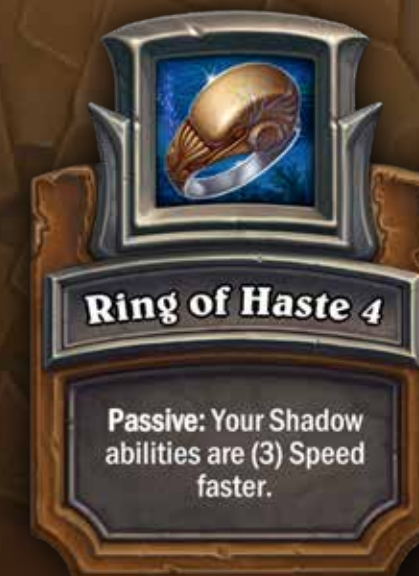 Ring of Haste 4
Passive: Your Shadow
abilities are (3) Speed
faster.